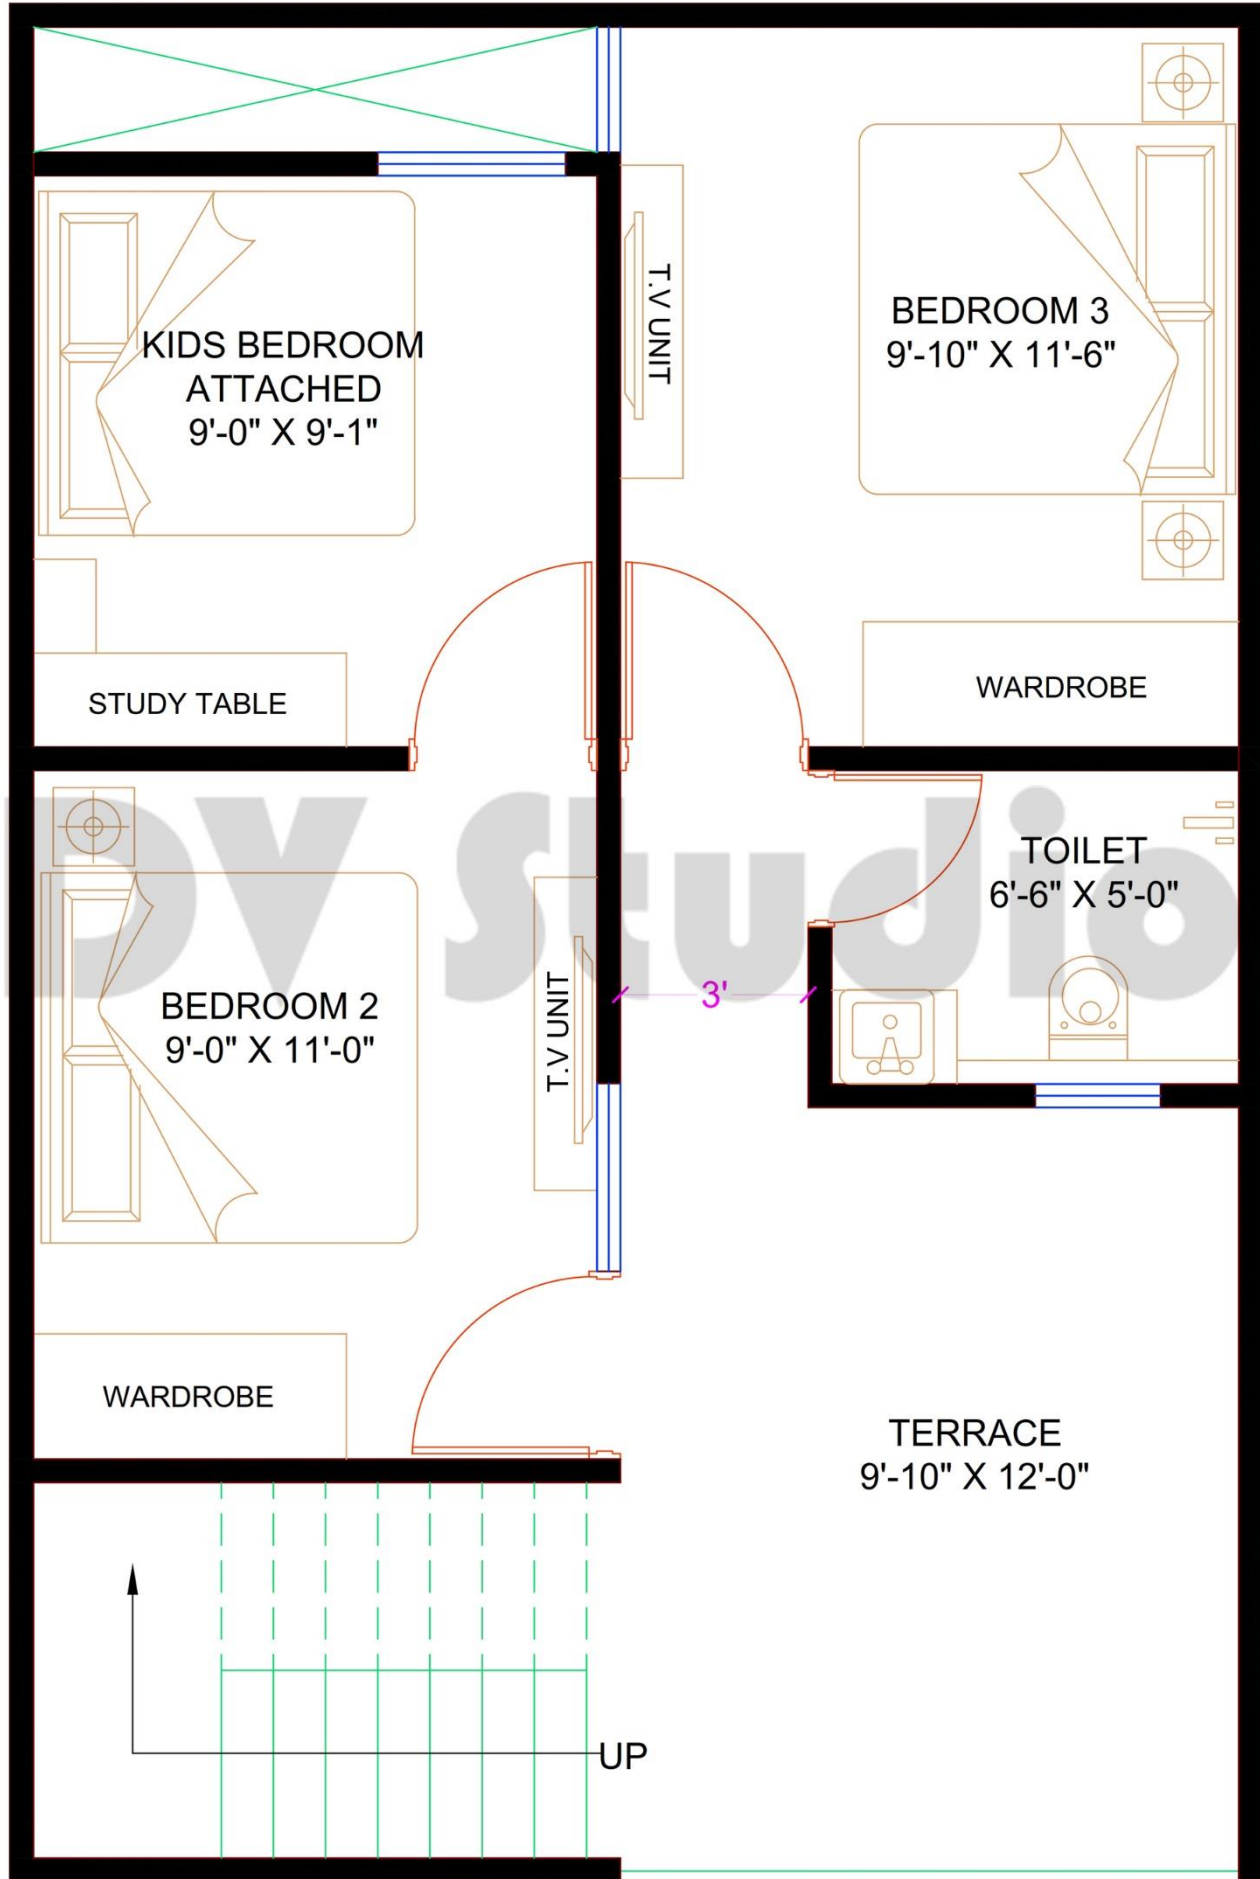 T.V UNIT
BEDROOM 3
9'-10" X 11'-6"
KIDS BEDROOM
ATTACHED
9'-0" X 9'-1"
STUDY TABLE
WARDROBE
DV Studio
TOILET
6'-6" X 5'-0"
BEDROOM 2
9'-0" X 11'-0"
T.V UNIT
3'
WARDROBE
TERRACE
9'-10" X 12'-0"
UP